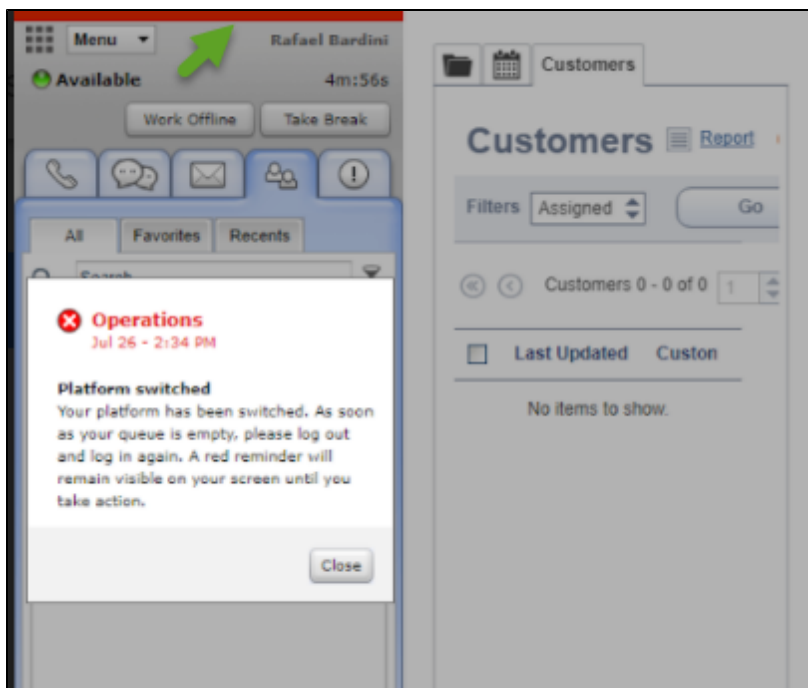 Menu
Rafael Bardini
Available
4m:56s
Work Offline
Take Break
All
Favorites
Recents
Search
Operations
Jul 26 - 2:34 PM
Platform switched
Your platform has been switched. As soon
as your queue is empty, please log out
and log in again. A red reminder will
remain visible on your screen until you
take action.
Close
Customers
Customers
Report
Filters
Assigned
Go
Customers 0 - 0 of 0
1
Last Updated
Custon
No items to show.